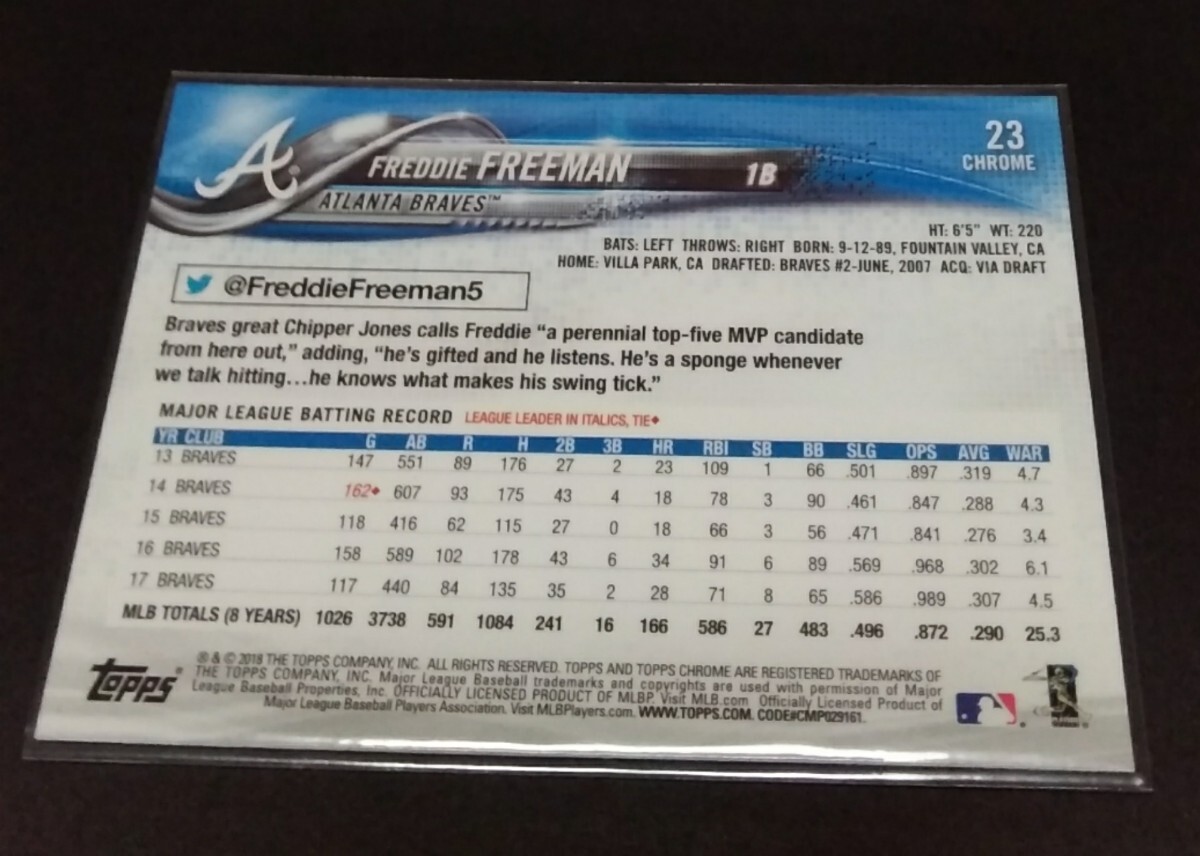 A
FREDDIE FREEMAN 1B
ATLANTA BRAVES™
23
CHROME
HT: 6'5" WT: 220
BATS: LEFT THROWS: RIGHT BORN: 9-12-89, FOUNTAIN VALLEY, CA
HOME: VILLA PARK, CA DRAFTED: BRAVES #2-JUNE, 2007 ACQ: VIA DRAFT
@FreddieFreeman5
Braves great Chipper Jones calls Freddie “a perennial top-five MVP candidate
from here out,” adding, “he’s gifted and he listens. He’s a sponge whenever
we talk hitting...he knows what makes his swing tick.”
MAJOR LEAGUE BATTING RECORD LEAGUE LEADER IN ITALICS, TIE♦
YR CLUB G AB R H 2B 3B HR RBI SB BB SLG OPS AVG WAR
13 BRAVES 147 551 89 176 27 2 23 109 1 66 .501 .897 .319 4.7
14 BRAVES 162♦ 607 93 175 43 4 18 78 3 90 .461 .847 .288 4.3
15 BRAVES 118 416 62 115 27 0 18 66 3 56 .471 .841 .276 3.4
16 BRAVES 158 589 102 178 43 6 34 91 6 89 .569 .968 .302 6.1
17 BRAVES 117 440 84 135 35 2 28 71 8 65 .586 .989 .307 4.5
MLB TOTALS (8 YEARS) 1026 3738 591 1084 241 16 166 586 27 483 .496 .872 .290 25.3
Topps®
® & © 2018 THE TOPPS COMPANY, INC. ALL RIGHTS RESERVED. TOPPS AND TOPPS CHROME ARE REGISTERED TRADEMARKS OF
THE TOPPS COMPANY, INC. Major League Baseball trademarks and copyrights are used with permission of Major
League Baseball Properties, Inc. OFFICIALLY LICENSED PRODUCT OF MLBP. Visit MLB.com Officially Licensed Product of
Major League Baseball Players Association. Visit MLBPlayers.com. WWW.TOPPS.COM. CODE#CMP029161.